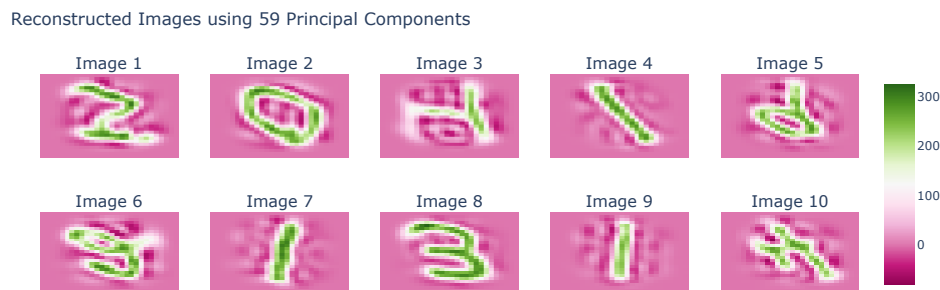 Reconstructed Images using 59 Principal Components
Image 1
Image 2
Image 3
Image 4
Image 5
300
200
100
0
Image 6
Image 7
Image 8
Image 9
Image 10